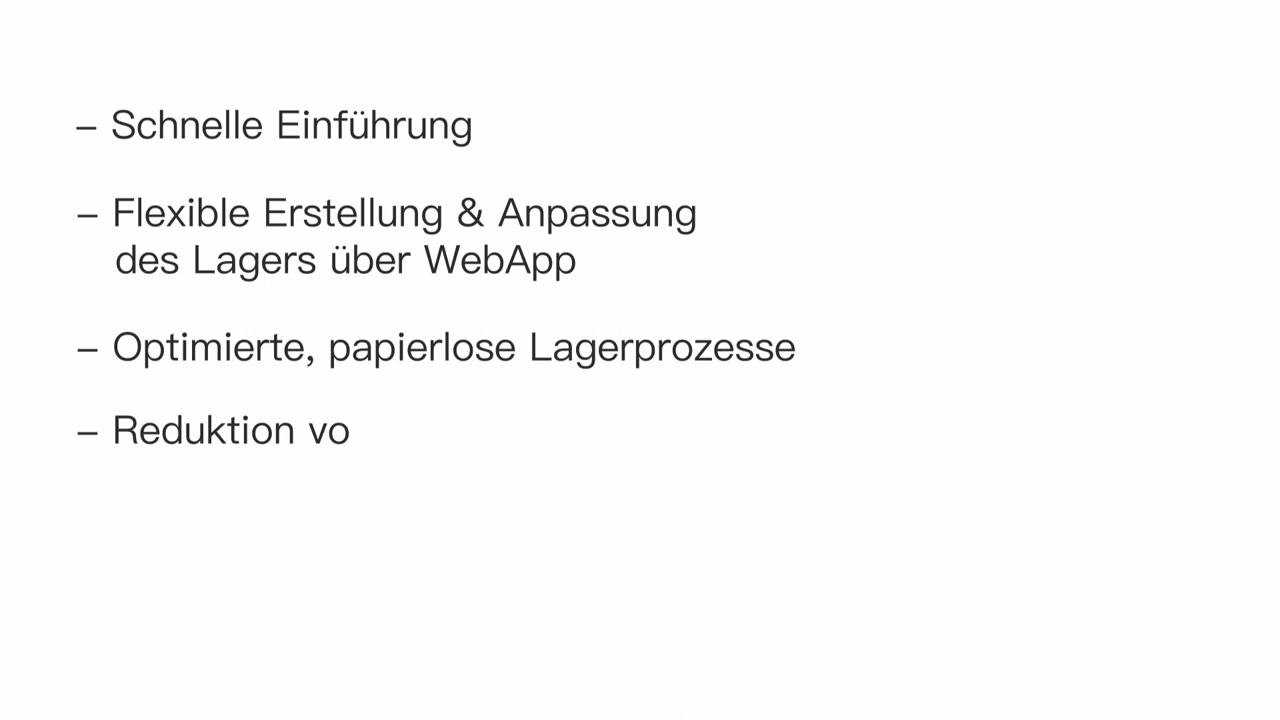 – Schnelle Einführung
– Flexible Erstellung & Anpassung
des Lagers über WebApp
– Optimierte, papierlose Lagerprozesse
– Reduktion vo